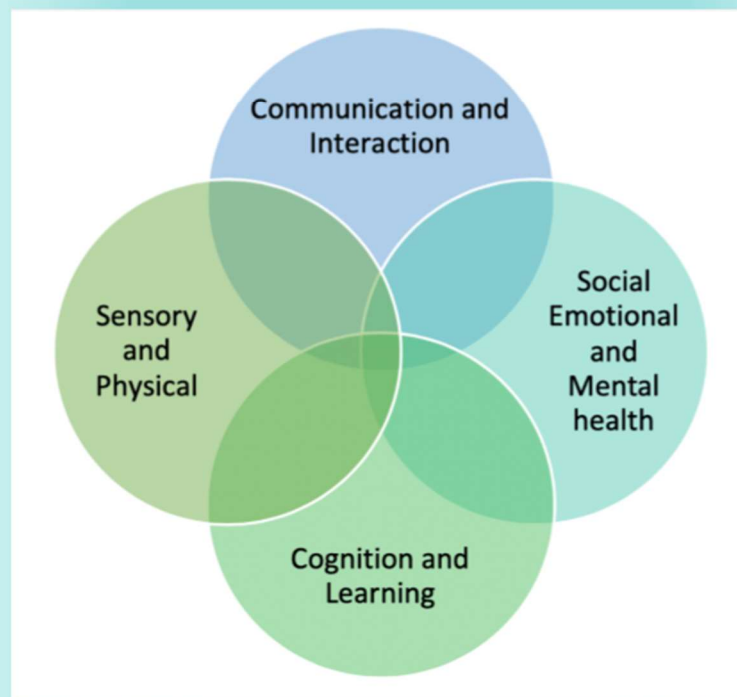 Communication and
Interaction
Sensory
and
Physical
Social
Emotional
and
Mental
health
Cognition and
Learning